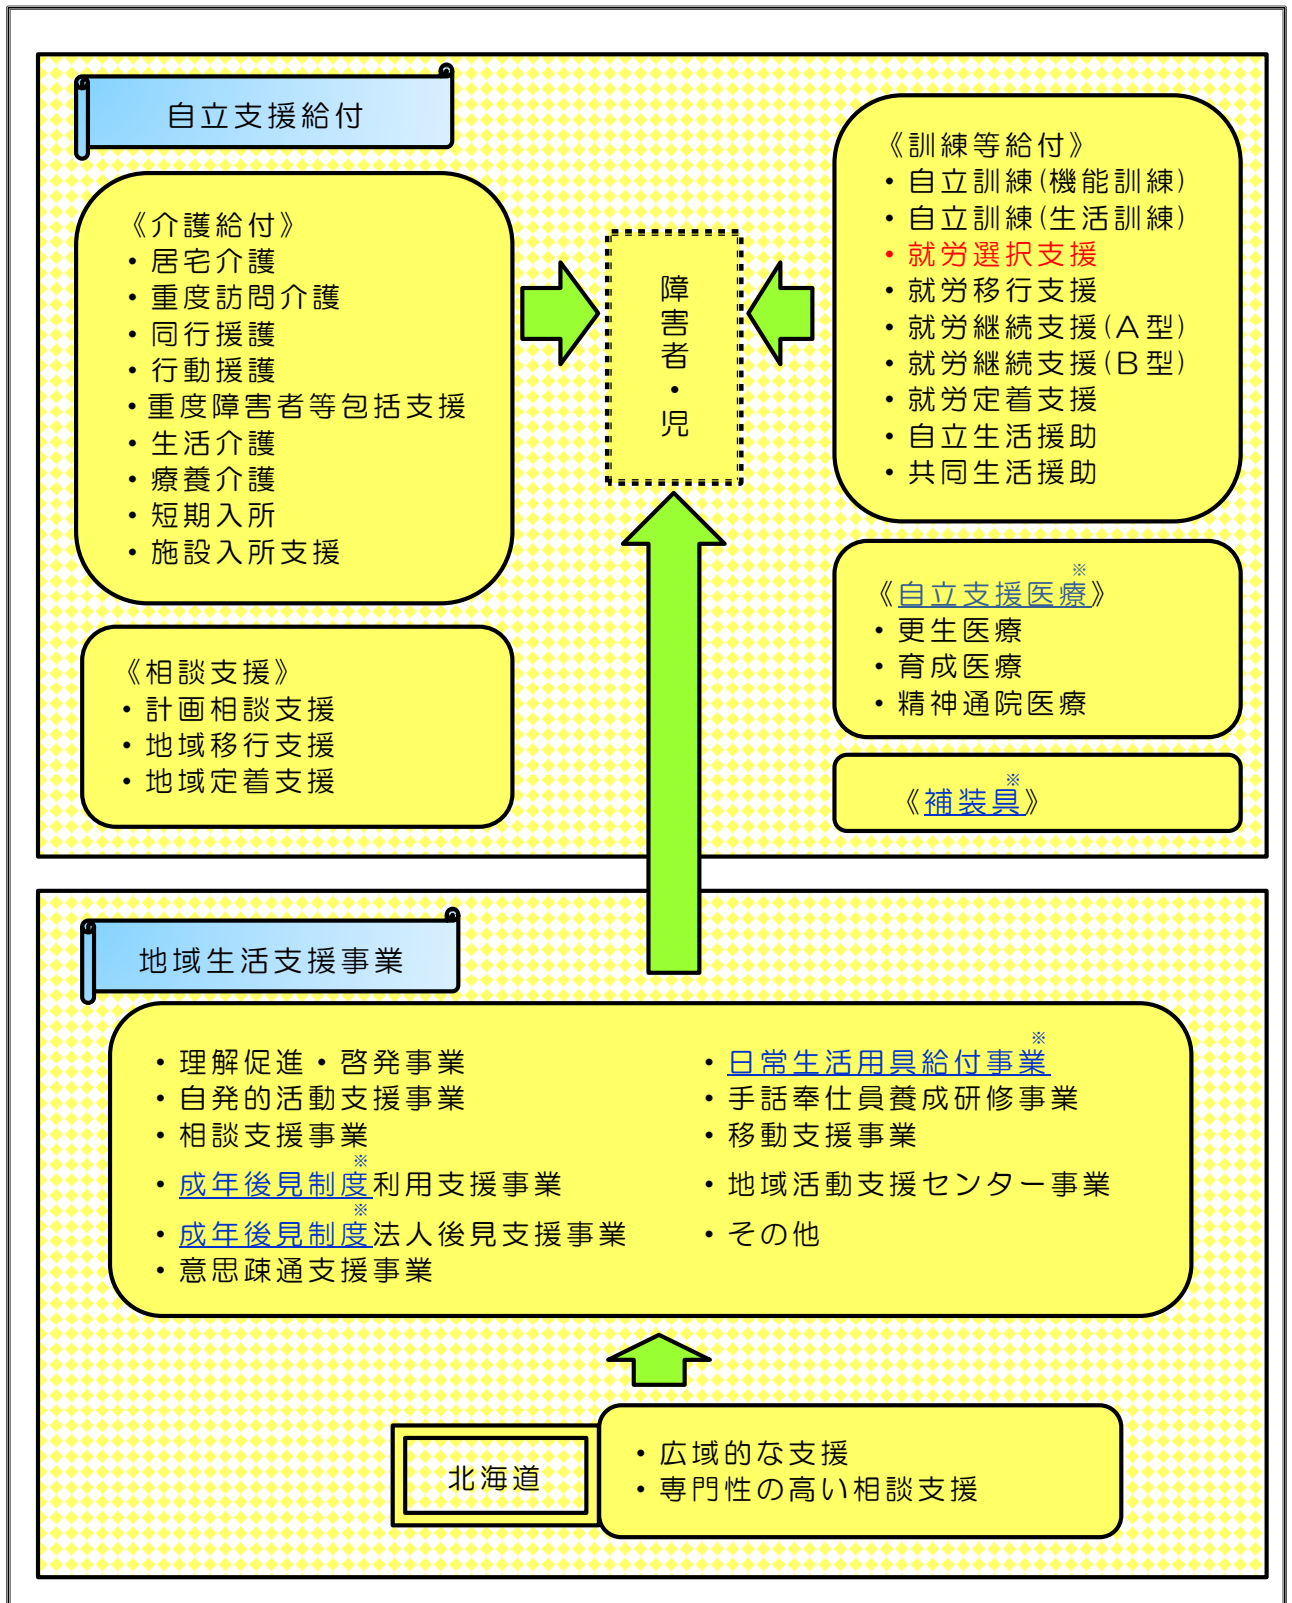 自立支援給付
《介護給付》
・居宅介護
・重度訪問介護
・同行援護
・行動援護
・重度障害者等包括支援
・生活介護
・療養介護
・短期入所
・施設入所支援
《相談支援》
・計画相談支援
・地域移行支援
・地域定着支援
障害者・児
《訓練等給付》
・自立訓練(機能訓練)
・自立訓練(生活訓練)
・就労選択支援
・就労移行支援
・就労継続支援(A型)
・就労継続支援(B型)
・就労定着支援
・自立生活援助
・共同生活援助
《自立支援医療※》
・更生医療
・育成医療
・精神通院医療
《補装具※》
地域生活支援事業
・理解促進・啓発事業
・自発的活動支援事業
・相談支援事業
・成年後見制度※利用支援事業
・成年後見制度※法人後見支援事業
・意思疎通支援事業
・日常生活用具給付事業※
・手話奉仕員養成研修事業
・移動支援事業
・地域活動支援センター事業
・その他
北海道
・広域的な支援
・専門性の高い相談支援